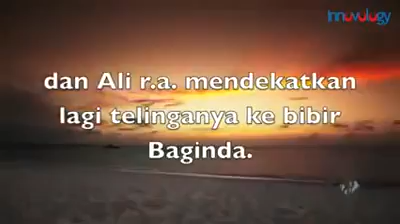 Innovology
dan Ali r.a. mendekatkan
lagi telinganya ke bibir
Baginda.